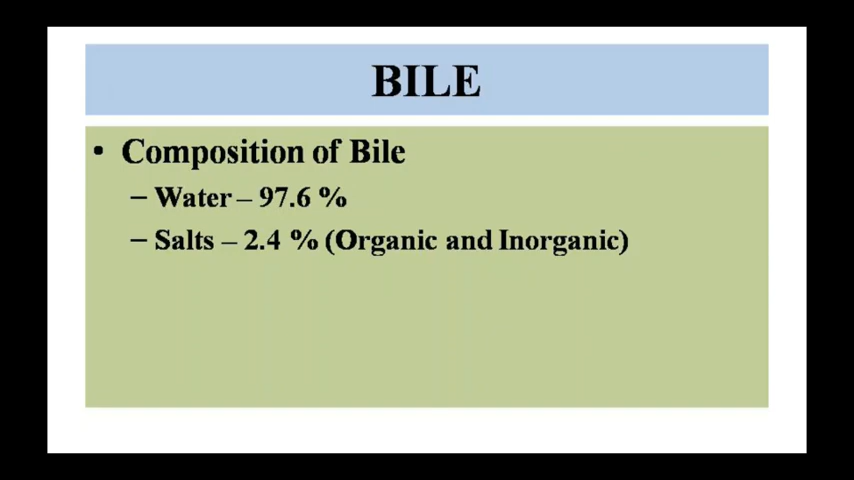 BILE
• Composition of Bile
– Water – 97.6 %
– Salts – 2.4 % (Organic and Inorganic)